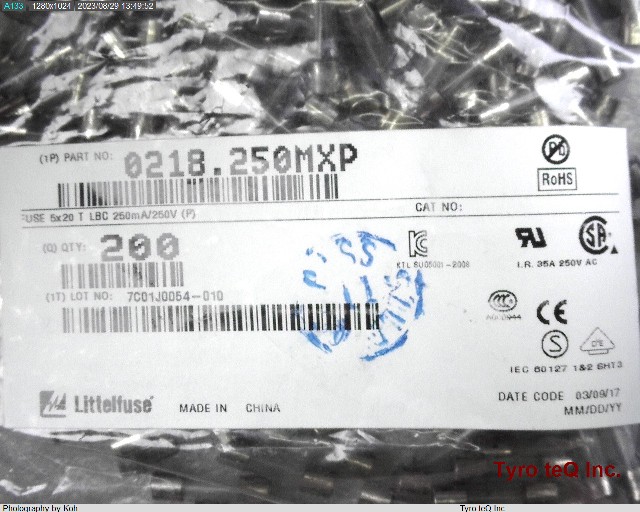 A133 1280x1024 2023/08/29 13:49:52
(1P) PART NO: 0218.250MXP
RoHS
FUSE 5x20 T LBC 250mA/250V (P)
CAT NO:
(Q) QTY: 200
KTL SU05001-2008
I.R. 35A 250V AC
(1T) LOT NO: 7C01J0054-010
IEC 60127 1&2 SHT3
Littelfuse®
MADE IN CHINA
DATE CODE 03/09/17
MM/DD/YY
Tyro teQ Inc.
Photography by Koh
Tyro teQ Inc